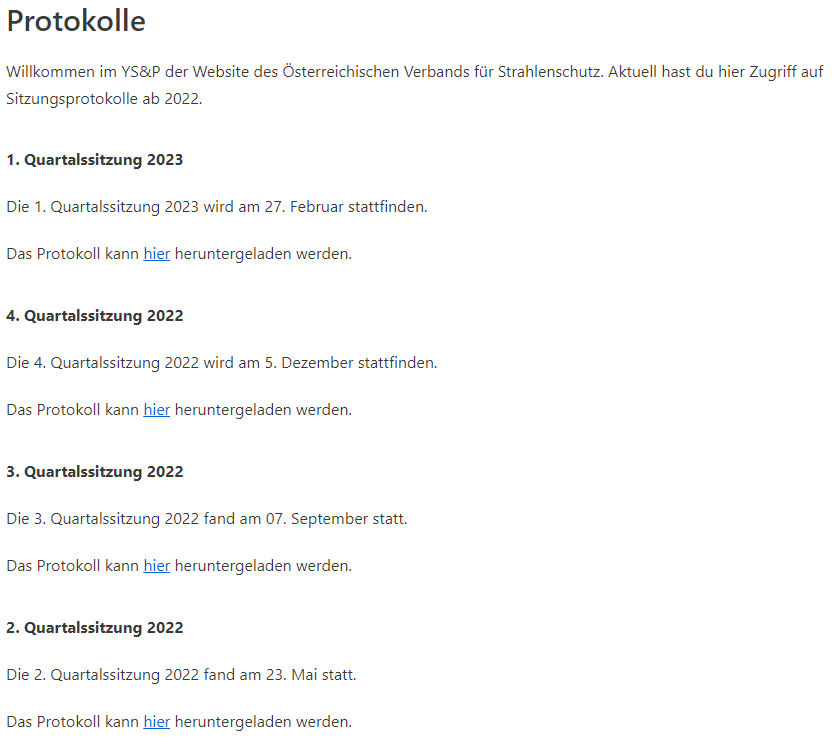 Protokolle
Willkommen im YS&P der Website des Österreichischen Verbands für Strahlenschutz. Aktuell hast du hier Zugriff auf
Sitzungsprotokolle ab 2022.
1. Quartalssitzung 2023
Die 1. Quartalssitzung 2023 wird am 27. Februar stattfinden.
Das Protokoll kann hier heruntergeladen werden.
4. Quartalssitzung 2022
Die 4. Quartalssitzung 2022 wird am 5. Dezember stattfinden.
Das Protokoll kann hier heruntergeladen werden.
3. Quartalssitzung 2022
Die 3. Quartalssitzung 2022 fand am 07. September statt.
Das Protokoll kann hier heruntergeladen werden.
2. Quartalssitzung 2022
Die 2. Quartalssitzung 2022 fand am 23. Mai statt.
Das Protokoll kann hier heruntergeladen werden.